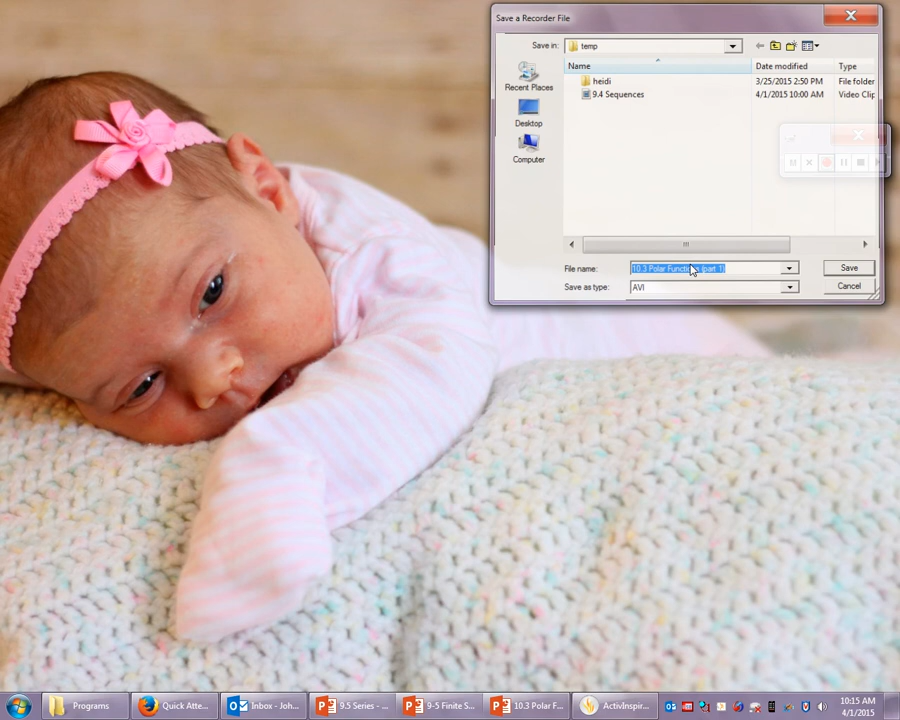 Save a Recorder File
Save in: temp
Name Date modified Type
heidi 3/25/2015 2:50 PM File folder
9.4 Sequences 4/1/2015 10:00 AM Video Clip
Recent Places
Desktop
Computer
File name: 10.3 Polar Functions (part 1) Save
Save as type: AVI Cancel
Programs Quick Atte... Inbox - Joh... 9.5 Series - ... 9-5 Finite S... 10.3 Polar F... ActivInspir... 10:15 AM
4/1/2015